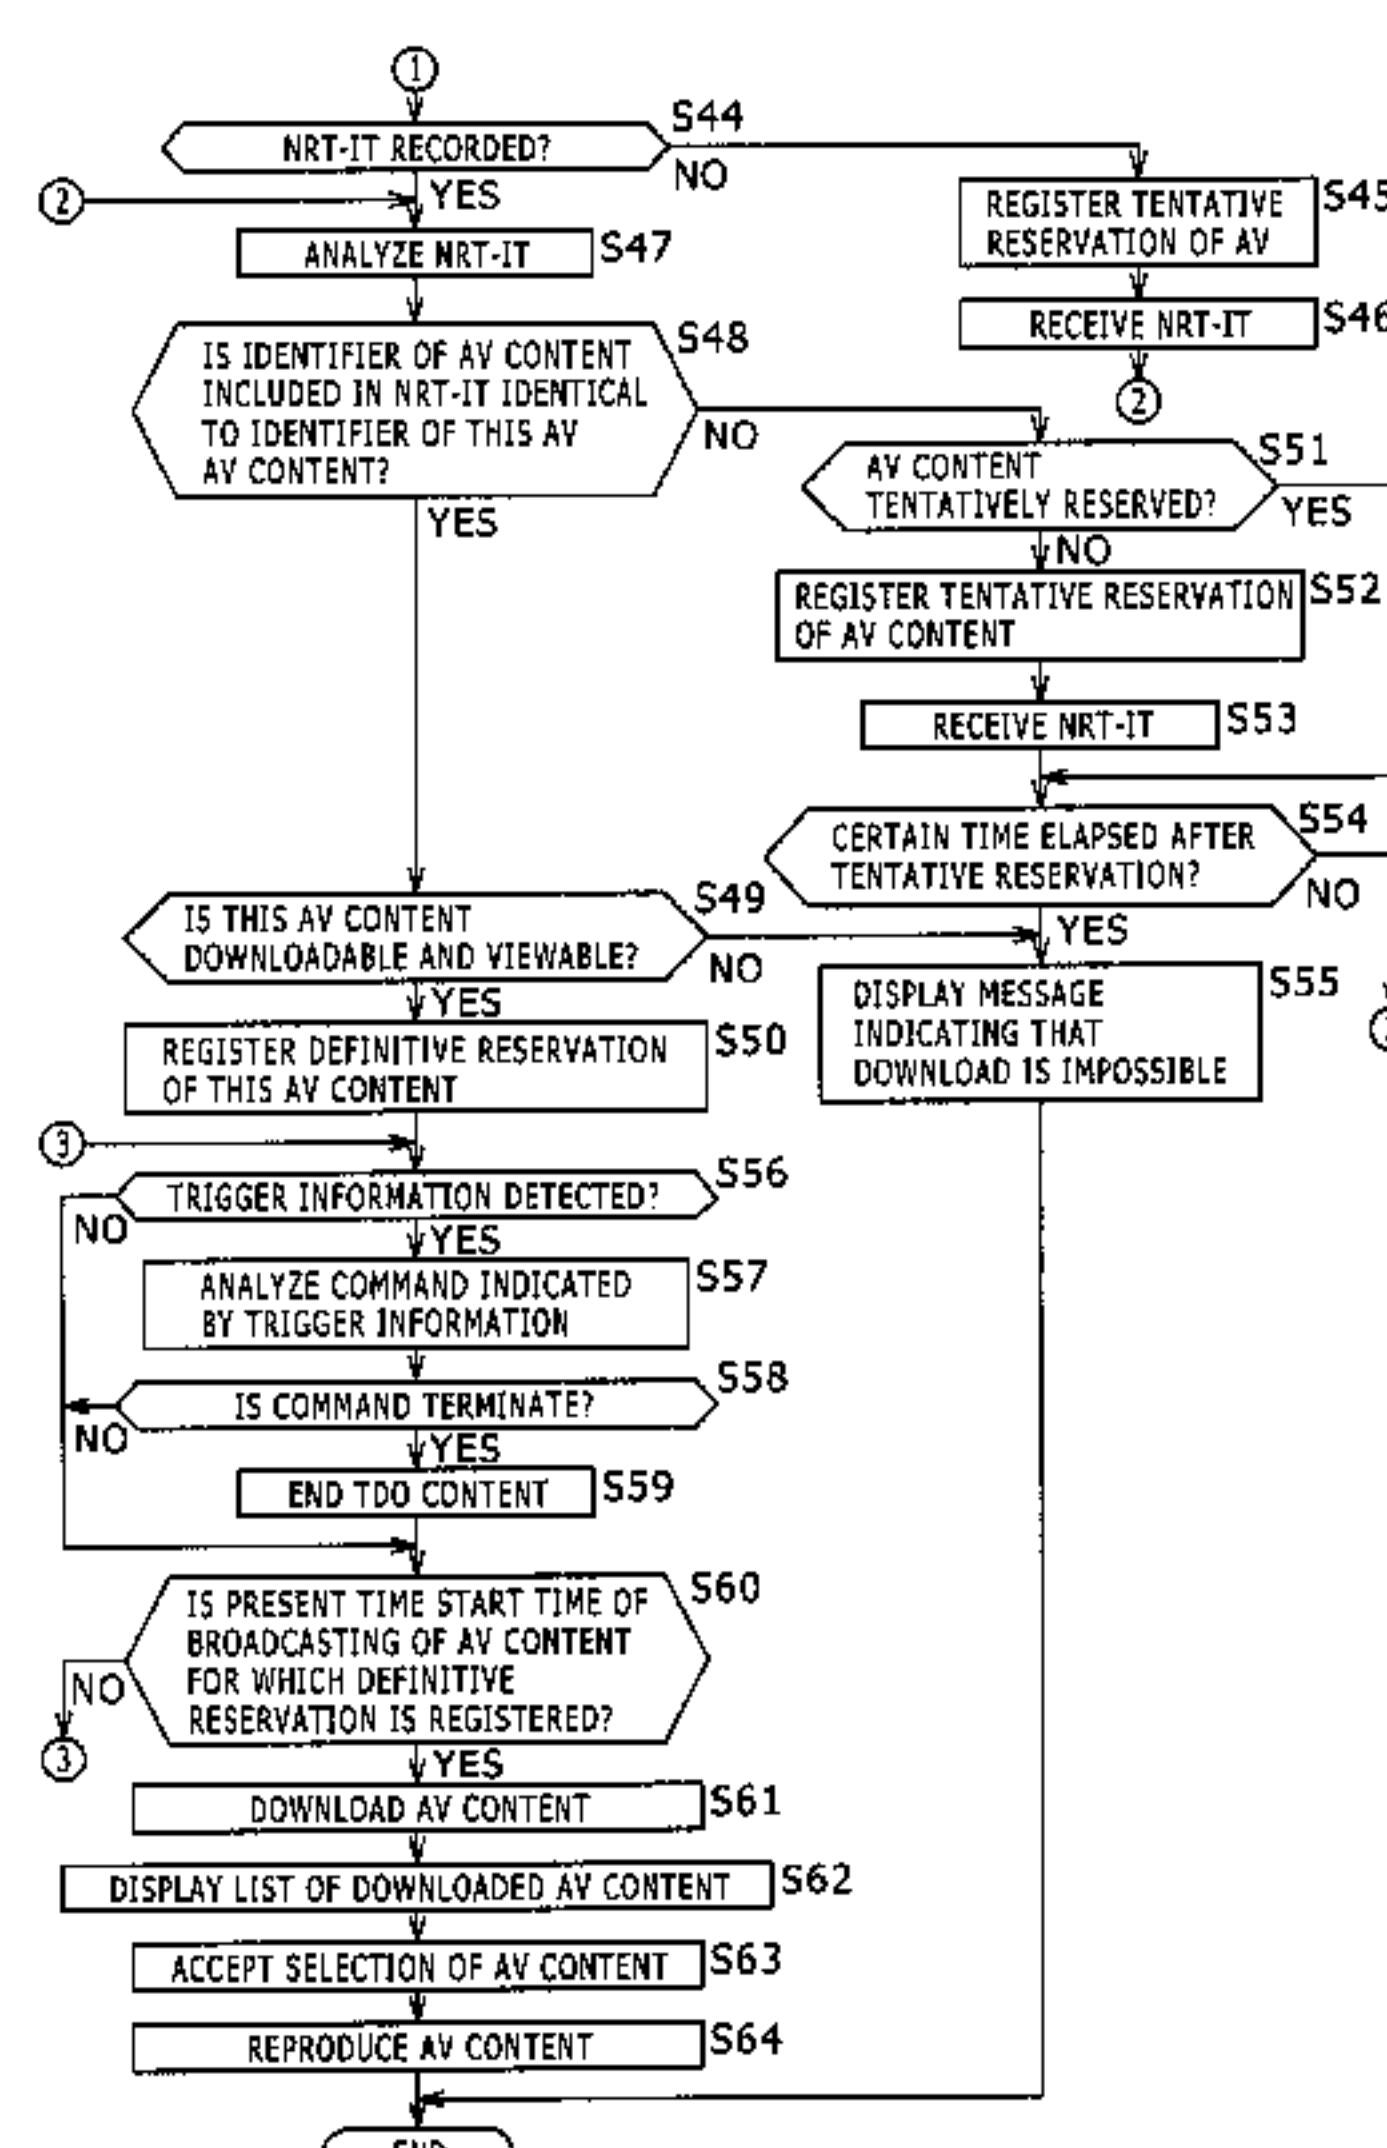 1
S44
NRT-IT RECORDED?
NO
YES
2
S45
REGISTER TENTATIVE
RESERVATION OF AV
ANALYZE NRT-IT
S47
RECEIVE NRT-IT
S46
2
S48
IS IDENTIFIER OF AV CONTENT
INCLUDED IN NRT-IT IDENTICAL
TO IDENTIFIER OF THIS AV
AV CONTENT?
NO
YES
S51
AV CONTENT
TENTATIVELY RESERVED?
YES
NO
REGISTER TENTATIVE RESERVATION
OF AV CONTENT
S52
RECEIVE NRT-IT
S53
S54
CERTAIN TIME ELAPSED AFTER
TENTATIVE RESERVATION?
NO
YES
S49
IS THIS AV CONTENT
DOWNLOADABLE AND VIEWABLE?
NO
YES
DISPLAY MESSAGE
INDICATING THAT
DOWNLOAD IS IMPOSSIBLE
S55
REGISTER DEFINITIVE RESERVATION
OF THIS AV CONTENT
S50
3
S56
TRIGGER INFORMATION DETECTED?
NO
YES
ANALYZE COMMAND INDICATED
BY TRIGGER INFORMATION
S57
S58
IS COMMAND TERMINATE?
NO
YES
END TDO CONTENT
S59
S60
IS PRESENT TIME START TIME OF
BROADCASTING OF AV CONTENT
FOR WHICH DEFINITIVE
RESERVATION IS REGISTERED?
NO
3
YES
DOWNLOAD AV CONTENT
S61
DISPLAY LIST OF DOWNLOADED AV CONTENT
S62
ACCEPT SELECTION OF AV CONTENT
S63
REPRODUCE AV CONTENT
S64
END